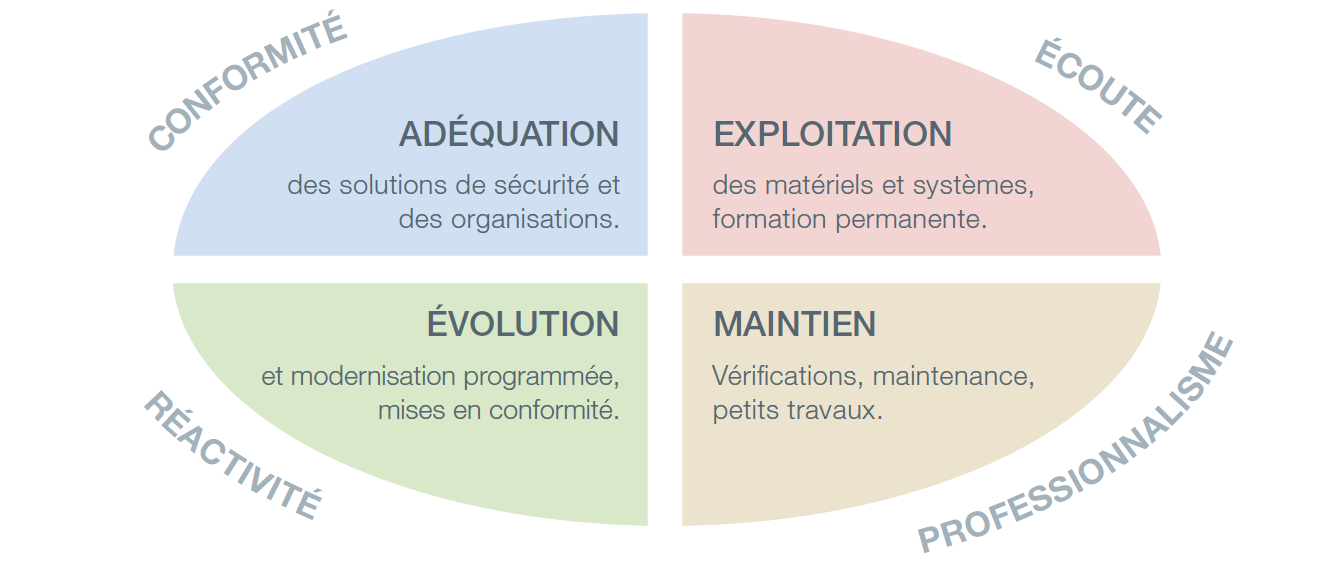 CONFORMITÉ
ÉCOUTE
ADÉQUATION
des solutions de sécurité et
des organisations.
EXPLOITATION
des matériels et systèmes,
formation permanente.
ÉVOLUTION
et modernisation programmée,
mises en conformité.
MAINTIEN
Vérifications, maintenance,
petits travaux.
RÉACTIVITÉ
PROFESSIONNALISME